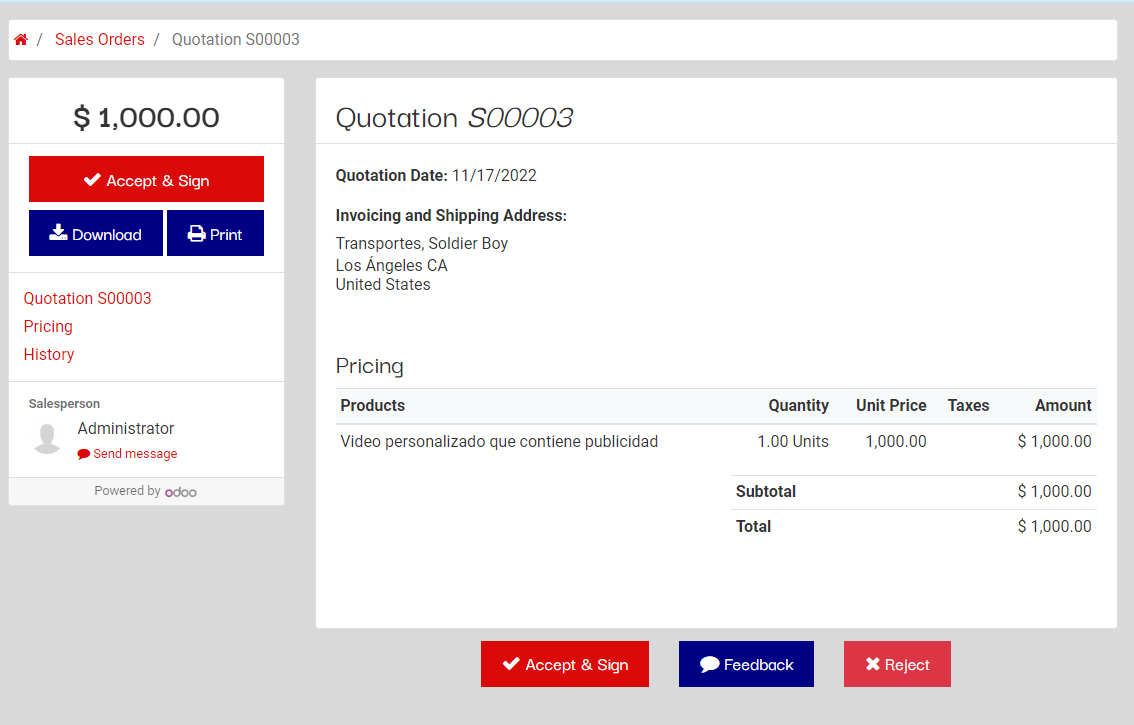 / Sales Orders / Quotation S00003
$ 1,000.00
Accept & Sign
Download Print
Quotation S00003
Pricing
History
Salesperson
Administrator
Send message
Powered by odoo
Quotation S00003
Quotation Date: 11/17/2022
Invoicing and Shipping Address:
Transportes, Soldier Boy
Los Ángeles CA
United States
Pricing
Products Quantity Unit Price Taxes Amount
Video personalizado que contiene publicidad 1.00 Units 1,000.00 $ 1,000.00
Subtotal $ 1,000.00
Total $ 1,000.00
Accept & Sign Feedback Reject